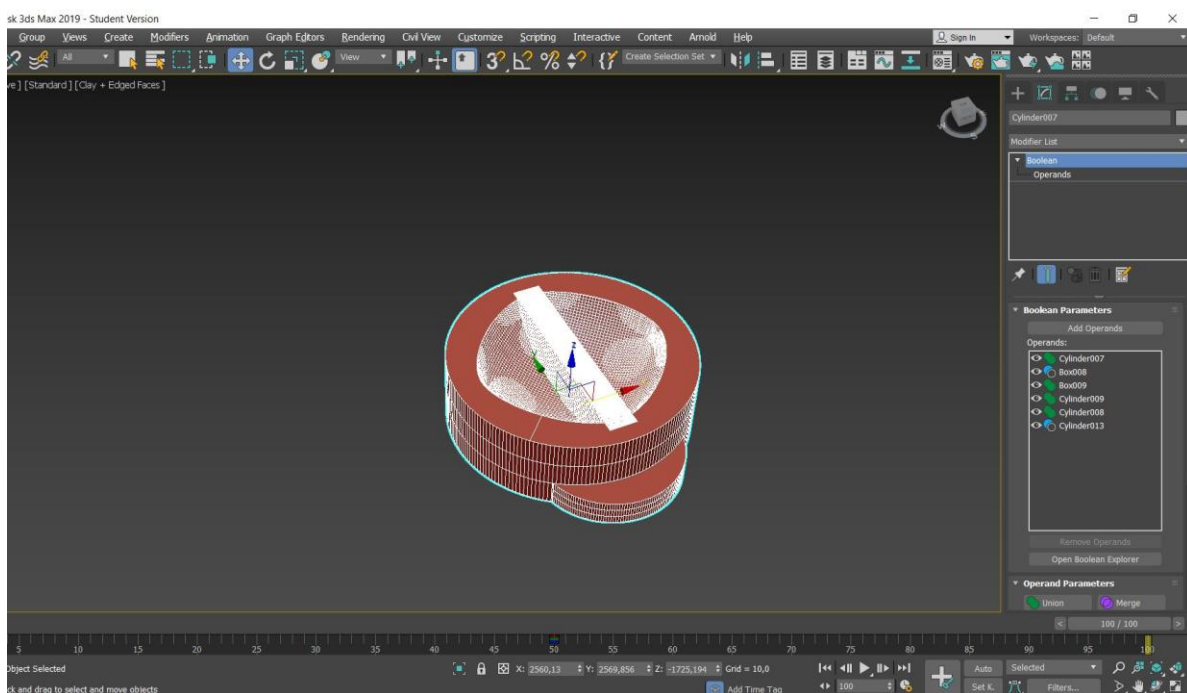 sk 3ds Max 2019 - Student Version
Group Views Create Modifiers Animation Graph Editors Rendering Civil View Customize Scripting Interactive Content Arnold Help Sign In Workspaces: Default
All View Create Selection Set
ve ] [Standard ] [Clay + Edged Faces ]
Cylinder007
Modifier List
Boolean
Operands
Boolean Parameters
Add Operands
Operands:
Cylinder007
Box008
Box009
Cylinder009
Cylinder008
Cylinder013
Remove Operands
Open Boolean Explorer
Operand Parameters
Union Merge
< 100 / 100 >
5 10 15 20 25 30 35 40 45 50 55 60 65 70 75 80 85 90 95 100
Object Selected X: 2560,13 Y: 2569,856 Z: -1725,194 Grid = 10,0 Auto Selected
ck and drag to select and move objects Add Time Tag 100 Set K. Filters...